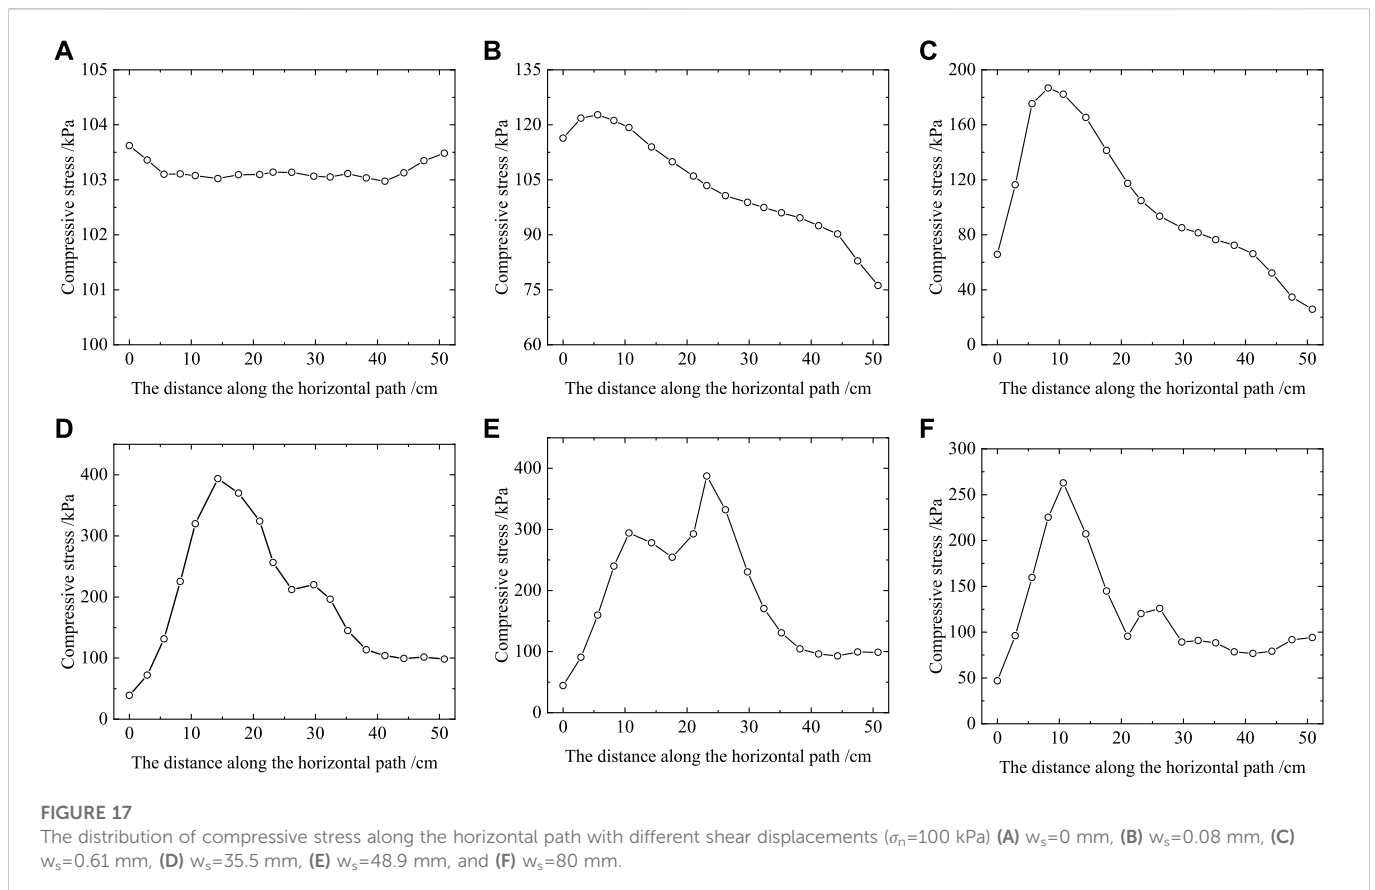 A
105
104
103
102
101
100
Compressive stress /kPa
0 10 20 30 40 50
The distance along the horizontal path /cm
B
135
120
105
90
75
60
Compressive stress /kPa
0 10 20 30 40 50
The distance along the horizontal path /cm
C
200
160
120
80
40
0
Compressive stress /kPa
0 10 20 30 40 50
The distance along the horizontal path /cm
D
400
300
200
100
0
Compressive stress /kPa
0 10 20 30 40 50
The distance along the horizontal path /cm
E
400
300
200
100
0
Compressive stress /kPa
0 10 20 30 40 50
The distance along the horizontal path /cm
F
300
250
200
150
100
50
0
Compressive stress /kPa
0 10 20 30 40 50
The distance along the horizontal path /cm
FIGURE 17
The distribution of compressive stress along the horizontal path with different shear displacements (σn=100 kPa) (A) ws=0 mm, (B) ws=0.08 mm, (C)
ws=0.61 mm, (D) ws=35.5 mm, (E) ws=48.9 mm, and (F) ws=80 mm.